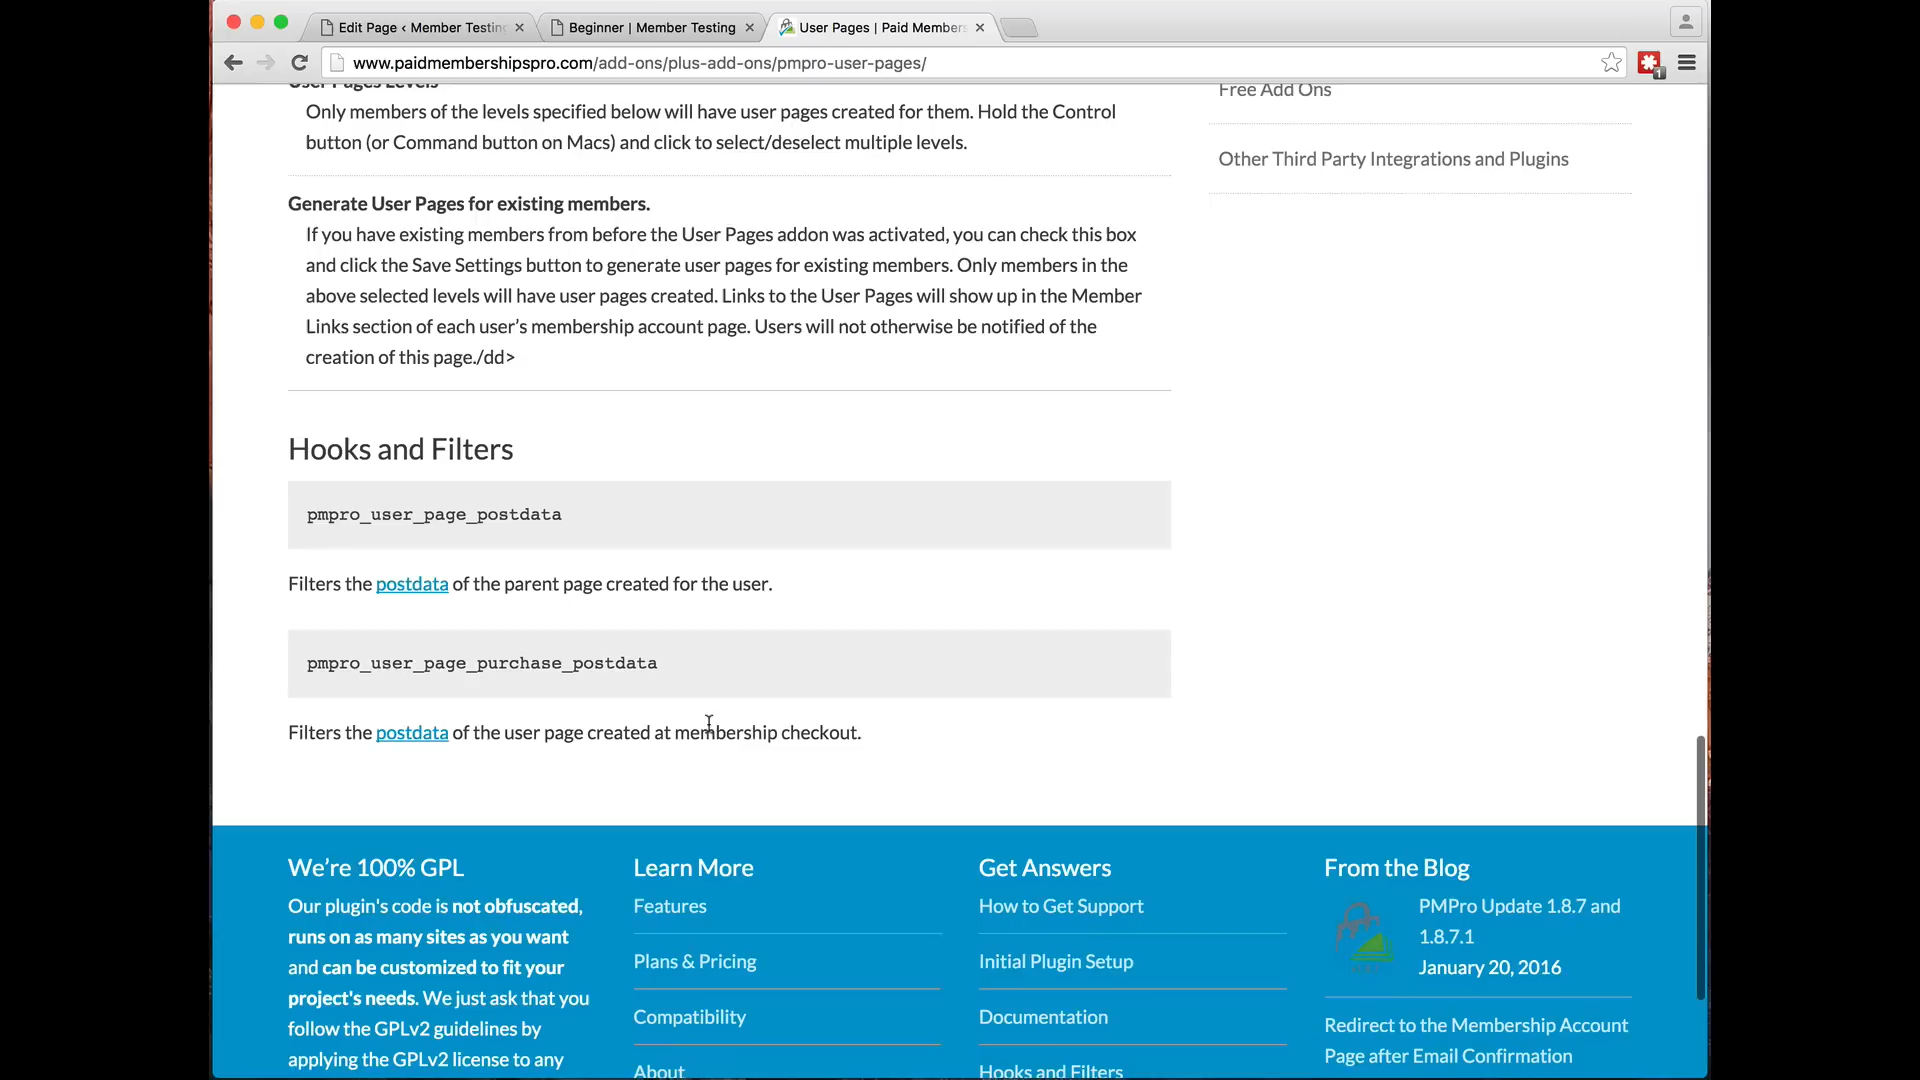 Edit Page ‹ Member Testin
Beginner | Member Testing
User Pages | Paid Member
www.paidmembershipspro.com/add-ons/plus-add-ons/pmpro-user-pages/
1
User Pages Levels
Only members of the levels specified below will have user pages created for them. Hold the Control
button (or Command button on Macs) and click to select/deselect multiple levels.
Generate User Pages for existing members.
If you have existing members from before the User Pages addon was activated, you can check this box
and click the Save Settings button to generate user pages for existing members. Only members in the
above selected levels will have user pages created. Links to the User Pages will show up in the Member
Links section of each user’s membership account page. Users will not otherwise be notified of the
creation of this page./dd>
Free Add Ons
Other Third Party Integrations and Plugins
Hooks and Filters
pmpro_user_page_postdata
Filters the postdata of the parent page created for the user.
pmpro_user_page_purchase_postdata
Filters the postdata of the user page created at membership checkout.
We’re 100% GPL
Our plugin's code is not obfuscated,
runs on as many sites as you want
and can be customized to fit your
project's needs. We just ask that you
follow the GPLv2 guidelines by
applying the GPLv2 license to any
Learn More
Features
Plans & Pricing
Compatibility
About
Get Answers
How to Get Support
Initial Plugin Setup
Documentation
Hooks and Filters
From the Blog
PMPro Update 1.8.7 and
1.8.7.1
January 20, 2016
Redirect to the Membership Account
Page after Email Confirmation